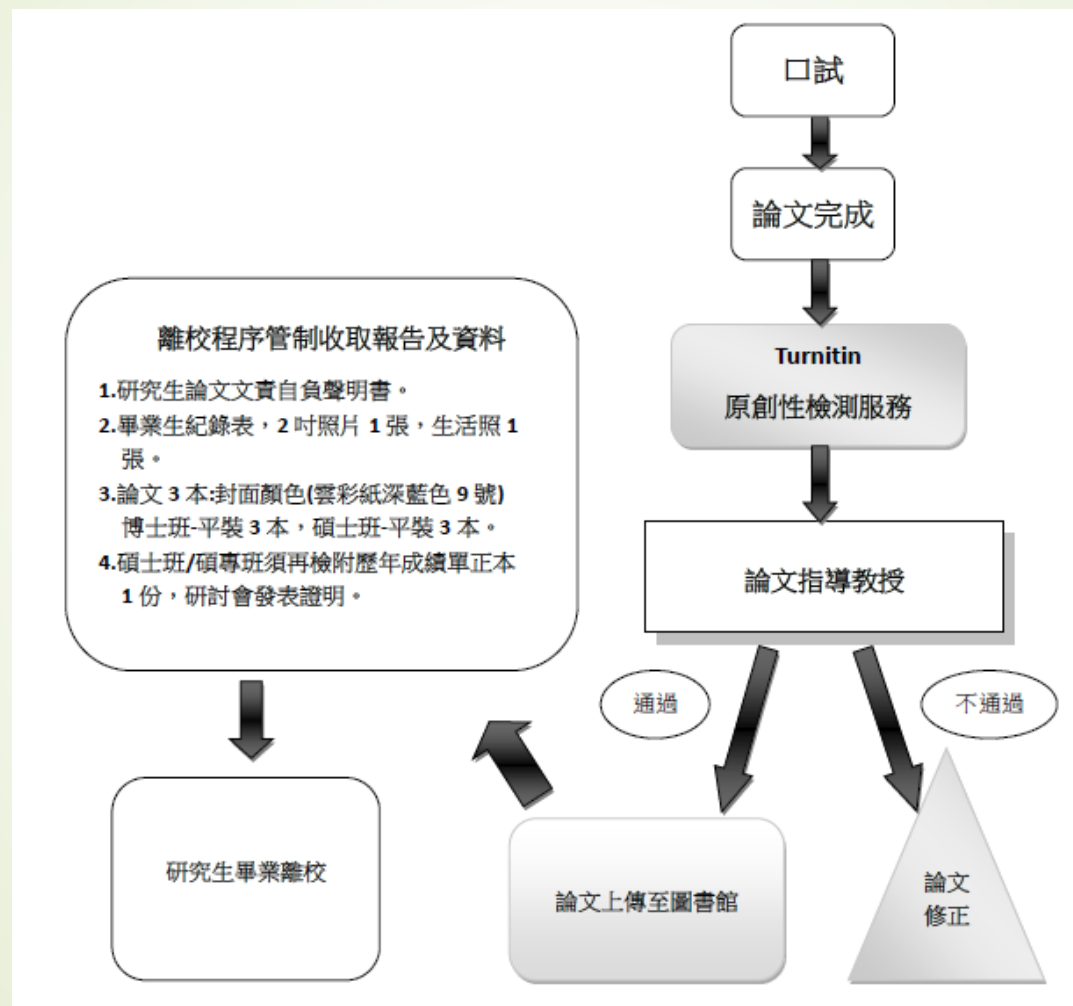 口試
論文完成
Turnitin
原創性檢測服務
論文指導教授
通過
不通過
論文
修正
論文上傳至圖書館
離校程序管制收取報告及資料
1.研究生論文文責自負聲明書。
2.畢業生紀錄表，2 吋照片 1 張，生活照 1
張。
3.論文 3 本:封面顏色(雲彩紙深藍色 9 號)
博士班-平裝 3 本，碩士班-平裝 3 本。
4.碩士班/碩專班須再檢附歷年成績單正本
1 份，研討會發表證明。
研究生畢業離校